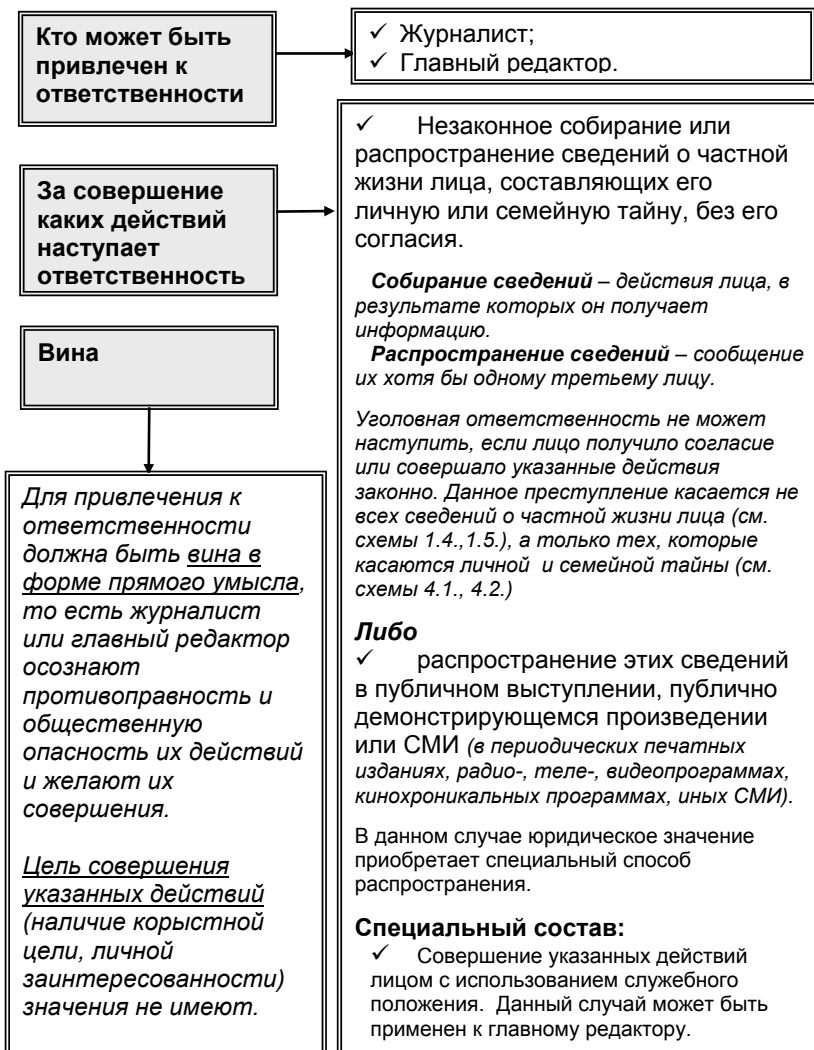 Кто может быть
привлечен к
ответственности
✓ Журналист;
✓ Главный редактор.
За совершение
каких действий
наступает
ответственность
✓ Незаконное собирание или
распространение сведений о частной
жизни лица, составляющих его
личную или семейную тайну, без его
согласия.
Собирание сведений – действия лица, в
результате которых он получает
информацию.
Распространение сведений – сообщение
их хотя бы одному третьему лицу.
Уголовная ответственность не может
наступить, если лицо получило согласие
или совершало указанные действия
законно. Данное преступление касается не
всех сведений о частной жизни лица (см.
схемы 1.4.,1.5.), а только тех, которые
касаются личной и семейной тайны (см.
схемы 4.1., 4.2.)
Либо
✓ распространение этих сведений
в публичном выступлении, публично
демонстрирующемся произведении
или СМИ (в периодических печатных
изданиях, радио-, теле-, видеопрограммах,
кинохроникальных программах, иных СМИ).
В данном случае юридическое значение
приобретает специальный способ
распространения.
Специальный состав:
✓ Совершение указанных действий
лицом с использованием служебного
положения. Данный случай может быть
применен к главному редактору.
Вина
Для привлечения к
ответственности
должна быть вина в
форме прямого умысла,
то есть журналист
или главный редактор
осознают
противоправность и
общественную
опасность их действий
и желают их
совершения.
Цель совершения
указанных действий
(наличие корыстной
цели, личной
заинтересованности)
значения не имеют.